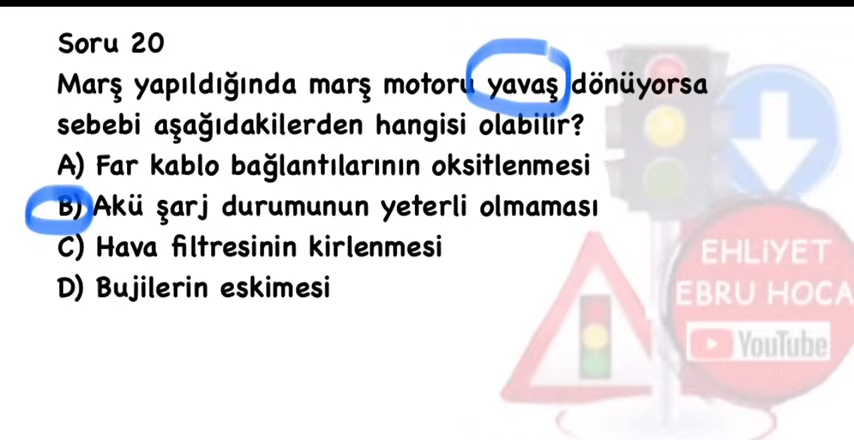 Soru 20
Marş yapıldığında marş motoru yavaş dönüyorsa
sebebi aşağıdakilerden hangisi olabilir?
A) Far kablo bağlantılarının oksitlenmesi
B) Akü şarj durumunun yeterli olmaması
C) Hava filtresinin kirlenmesi
D) Bujilerin eskimesi
EHLİYET
EBRU HOCA
YouTube